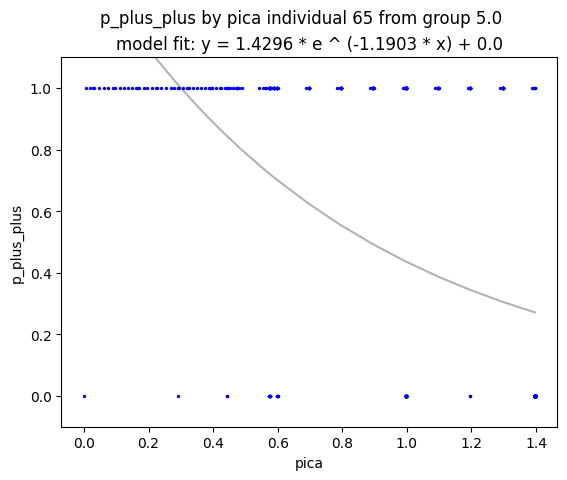 p_plus_plus by pica individual 65 from group 5.0
model fit: y = 1.4296 * e ^ (-1.1903 * x) + 0.0
p_plus_plus
1.0
0.8
0.6
0.4
0.2
0.0
0.0 0.2 0.4 0.6 0.8 1.0 1.2 1.4
pica